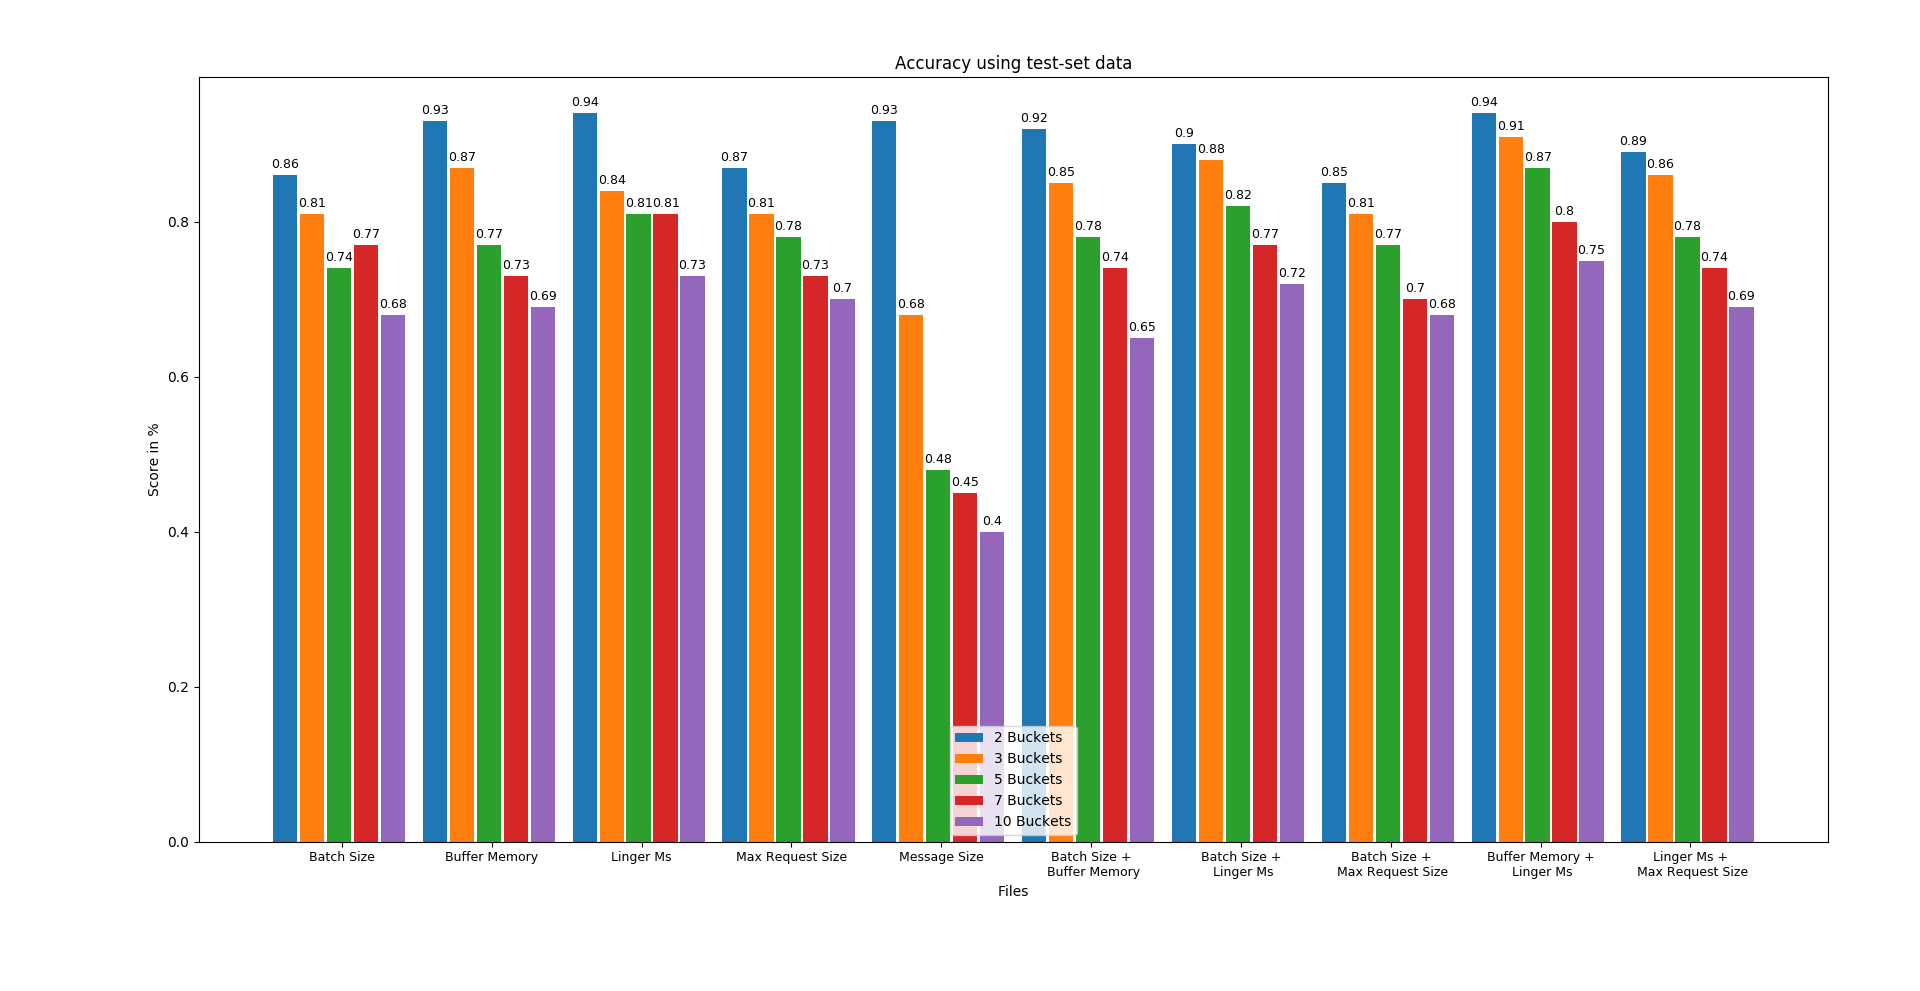 Accuracy using test-set data
0.86 0.81 0.74 0.77 0.68
0.93 0.87 0.77 0.73 0.69
0.94 0.84 0.81 0.81 0.73
0.87 0.81 0.78 0.73 0.7
0.93 0.68 0.48 0.45 0.4
0.92 0.85 0.78 0.74 0.65
0.9 0.88 0.82 0.77 0.72
0.85 0.81 0.77 0.7 0.68
0.94 0.91 0.87 0.8 0.75
0.89 0.86 0.78 0.74 0.69
0.8
0.6
0.4
0.2
0.0
Score in %
2 Buckets
3 Buckets
5 Buckets
7 Buckets
10 Buckets
Batch Size
Buffer Memory
Linger Ms
Max Request Size
Message Size
Batch Size +
Buffer Memory
Batch Size +
Linger Ms
Batch Size +
Max Request Size
Buffer Memory +
Linger Ms
Linger Ms +
Max Request Size
Files